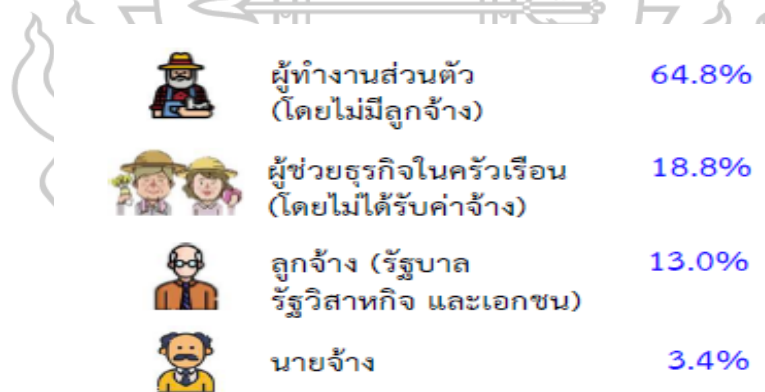 ผู้ทำงานส่วนตัว 64.8%
(โดยไม่มีลูกจ้าง)
ผู้ช่วยธุรกิจในครัวเรือน 18.8%
(โดยไม่ได้รับค่าจ้าง)
ลูกจ้าง (รัฐบาล 13.0%
รัฐวิสาหกิจ และเอกชน)
นายจ้าง 3.4%